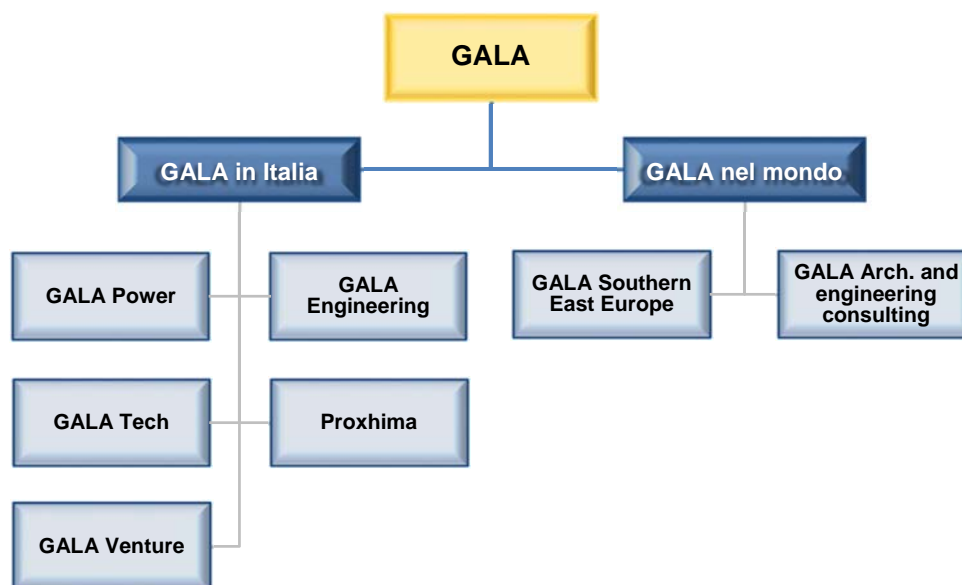 GALA
GALA in Italia
GALA nel mondo
GALA Power
GALA
Engineering
GALA Southern
East Europe
GALA Arch. and
engineering
consulting
GALA Tech
Proxhima
GALA Venture